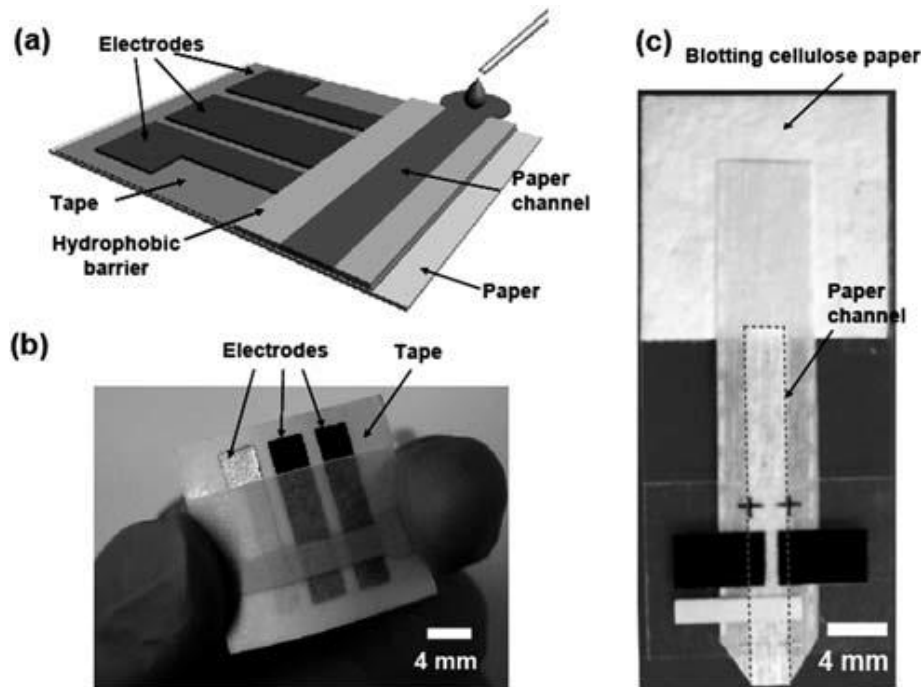 (a)
Electrodes
Tape
Hydrophobic
barrier
Paper
channel
Paper
(b)
Electrodes
Tape
4 mm
(c)
Blotting cellulose paper
Paper
channel
4 mm